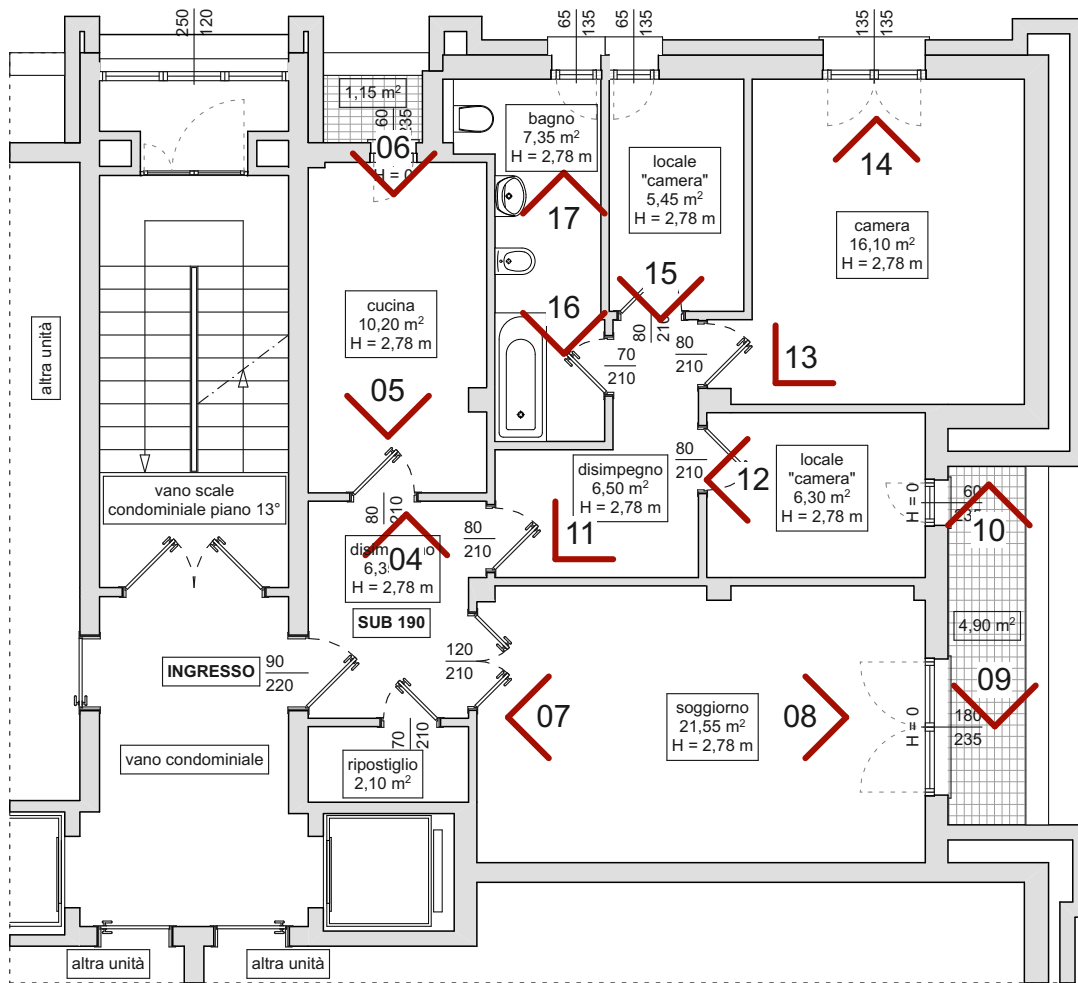 250
120
65
135
65
135
135
135
1,15 m²
60
235
06
H = 0
bagno
7,35 m²
H = 2,78 m
locale
"camera"
5,45 m²
H = 2,78 m
14
camera
16,10 m²
H = 2,78 m
17
15
16
80
210
70
210
80
210
13
cucina
10,20 m²
H = 2,78 m
05
altra unità
vano scale
condominiale piano 13°
80
210
80
210
04
H = 2,78 m
SUB 190
disimpegno
6,50 m²
H = 2,78 m
11
80
210
12
locale
"camera"
6,30 m²
H = 2,78 m
H = 0
60
10
4,90 m²
09
180
235
H = 0
INGRESSO
90
220
120
210
07
soggiorno
21,55 m²
H = 2,78 m
08
70
210
ripostiglio
2,10 m²
vano condominiale
altra unità
altra unità